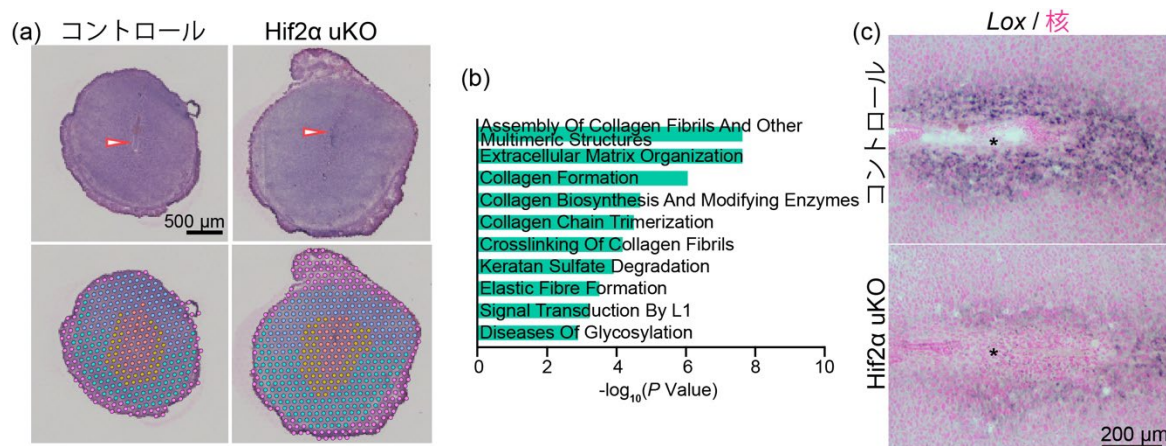 (a)
コントロール
Hif2α uKO
500 μm
(b)
Assembly Of Collagen Fibrils And Other
Multimeric Structures
Extracellular Matrix Organization
Collagen Formation
Collagen Biosynthesis And Modifying Enzymes
Collagen Chain Trimerization
Crosslinking Of Collagen Fibrils
Keratan Sulfate Degradation
Elastic Fibre Formation
Signal Transduction By L1
Diseases Of Glycosylation
0 2 4 6 8 10
-log10(P Value)
(c)
Lox / 核
コントロール
*
Hif2α uKO
*
200 μm